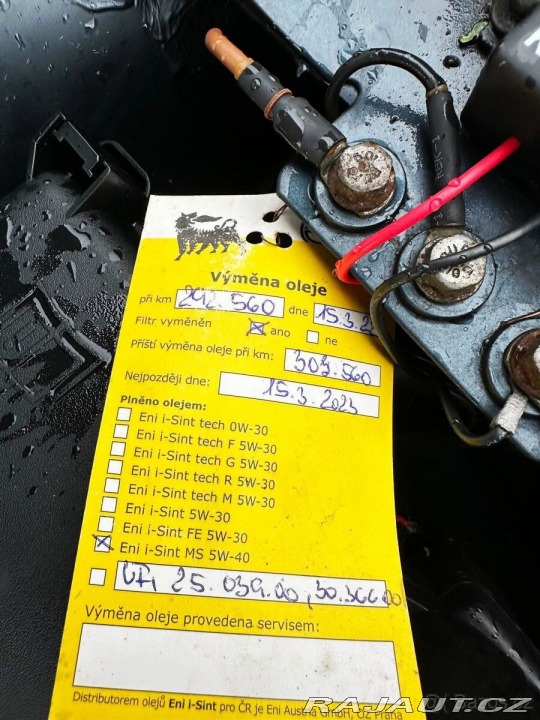 Výměna oleje
při km 292.560 dne 15.3.22
Filtr vyměněn ano ne
Příští výměna oleje při km: 303.560
Nejpozději dne: 15.3.2023
Plněno olejem:
Eni i-Sint tech 0W-30
Eni i-Sint tech F 5W-30
Eni i-Sint tech G 5W-30
Eni i-Sint tech R 5W-30
Eni i-Sint tech M 5W-30
Eni i-Sint 5W-30
Eni i-Sint FE 5W-30
Eni i-Sint MS 5W-40
25.039.00, 30.366.00
Výměna oleje provedena servisem:
Distributorem olejů Eni i-Sint pro ČR je Eni Austria GmbH, OZ Praha
RAJAUT.CZ